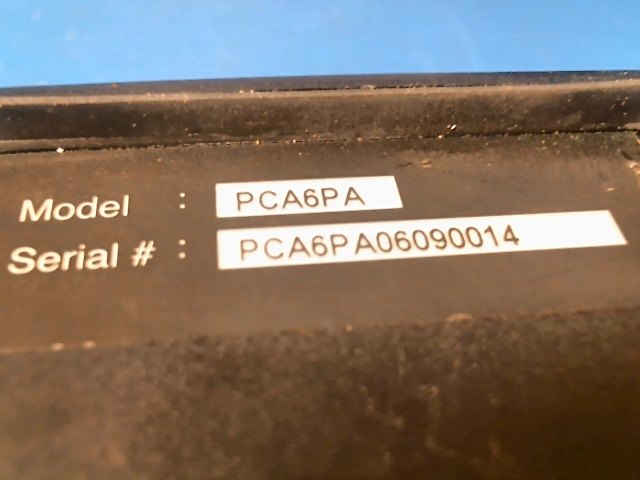 Model : PCA6PA
Serial # : PCA6PA06090014